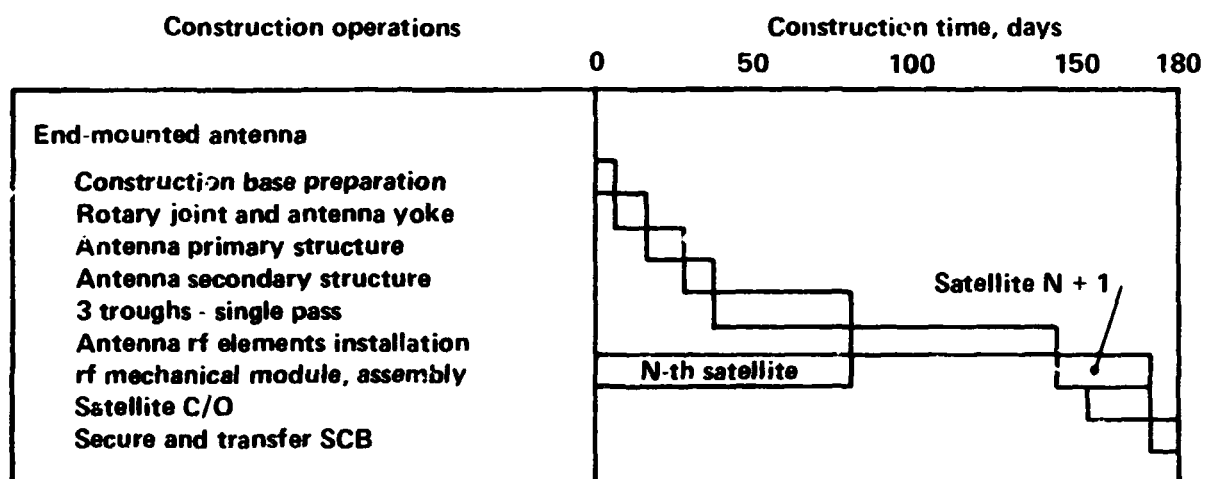 Construction operations
Construction time, days
0 50 100 150 180
End-mounted antenna
Construction base preparation
Rotary joint and antenna yoke
Antenna primary structure
Antenna secondary structure
3 troughs - single pass
Satellite N + 1
Antenna rf elements installation
rf mechanical module, assembly
N-th satellite
Satellite C/O
Secure and transfer SCB